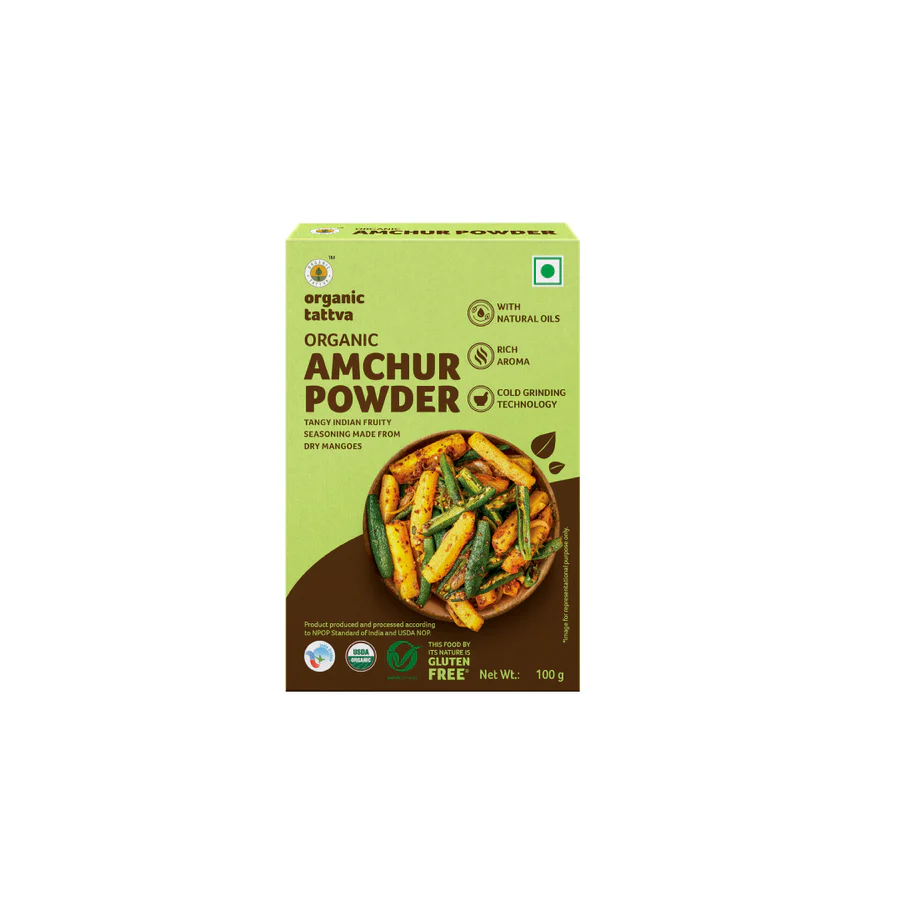 ORGANIC
AMCHUR POWDER
TM
organic
tattva
ORGANIC
AMCHUR
POWDER
TANGY INDIAN FRUITY
SEASONING MADE FROM
DRY MANGOES
WITH
NATURAL OILS
RICH
AROMA
COLD GRINDING
TECHNOLOGY
*Image for representational purpose only.
Product produced and processed according
to NPOP Standard of India and USDA NOP.
USDA
ORGANIC
THIS FOOD BY
ITS NATURE IS
GLUTEN
FREE*
Net Wt.: 100 g